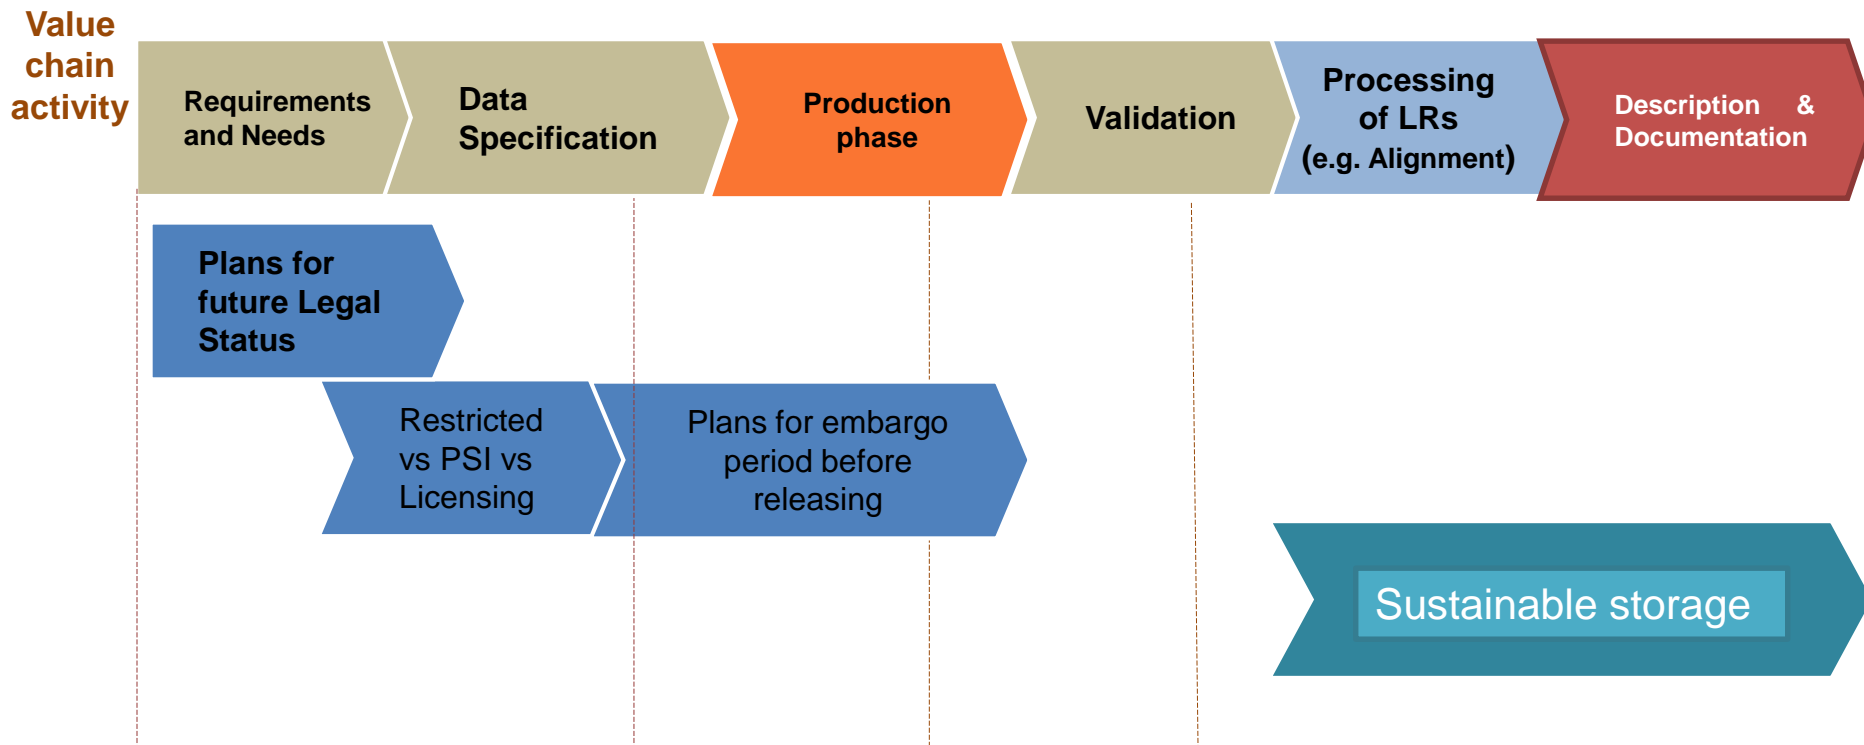 Value
chain
activity
Requirements
and Needs
Data
Specification
Production
phase
Validation
Processing
of LRs
(e.g. Alignment)
Description &
Documentation
Plans for
future Legal
Status
Restricted
vs PSI vs
Licensing
Plans for embargo
period before
releasing
Sustainable storage